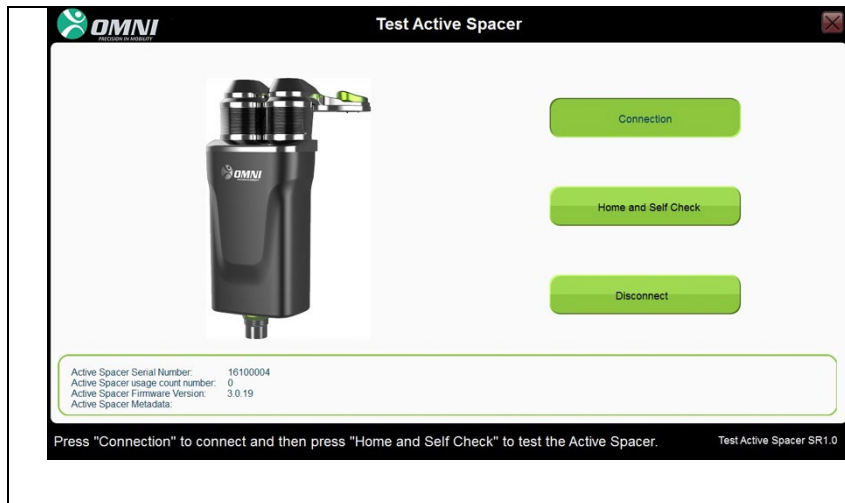 OMNI
PRECISION IN MOBILITY
Test Active Spacer
OMNI
Connection
Home and Self Check
Disconnect
Active Spacer Serial Number: 16100004
Active Spacer usage count number: 0
Active Spacer Firmware Version: 3.0.19
Active Spacer Metadata:
Press "Connection" to connect and then press "Home and Self Check" to test the Active Spacer.
Test Active Spacer SR1.0